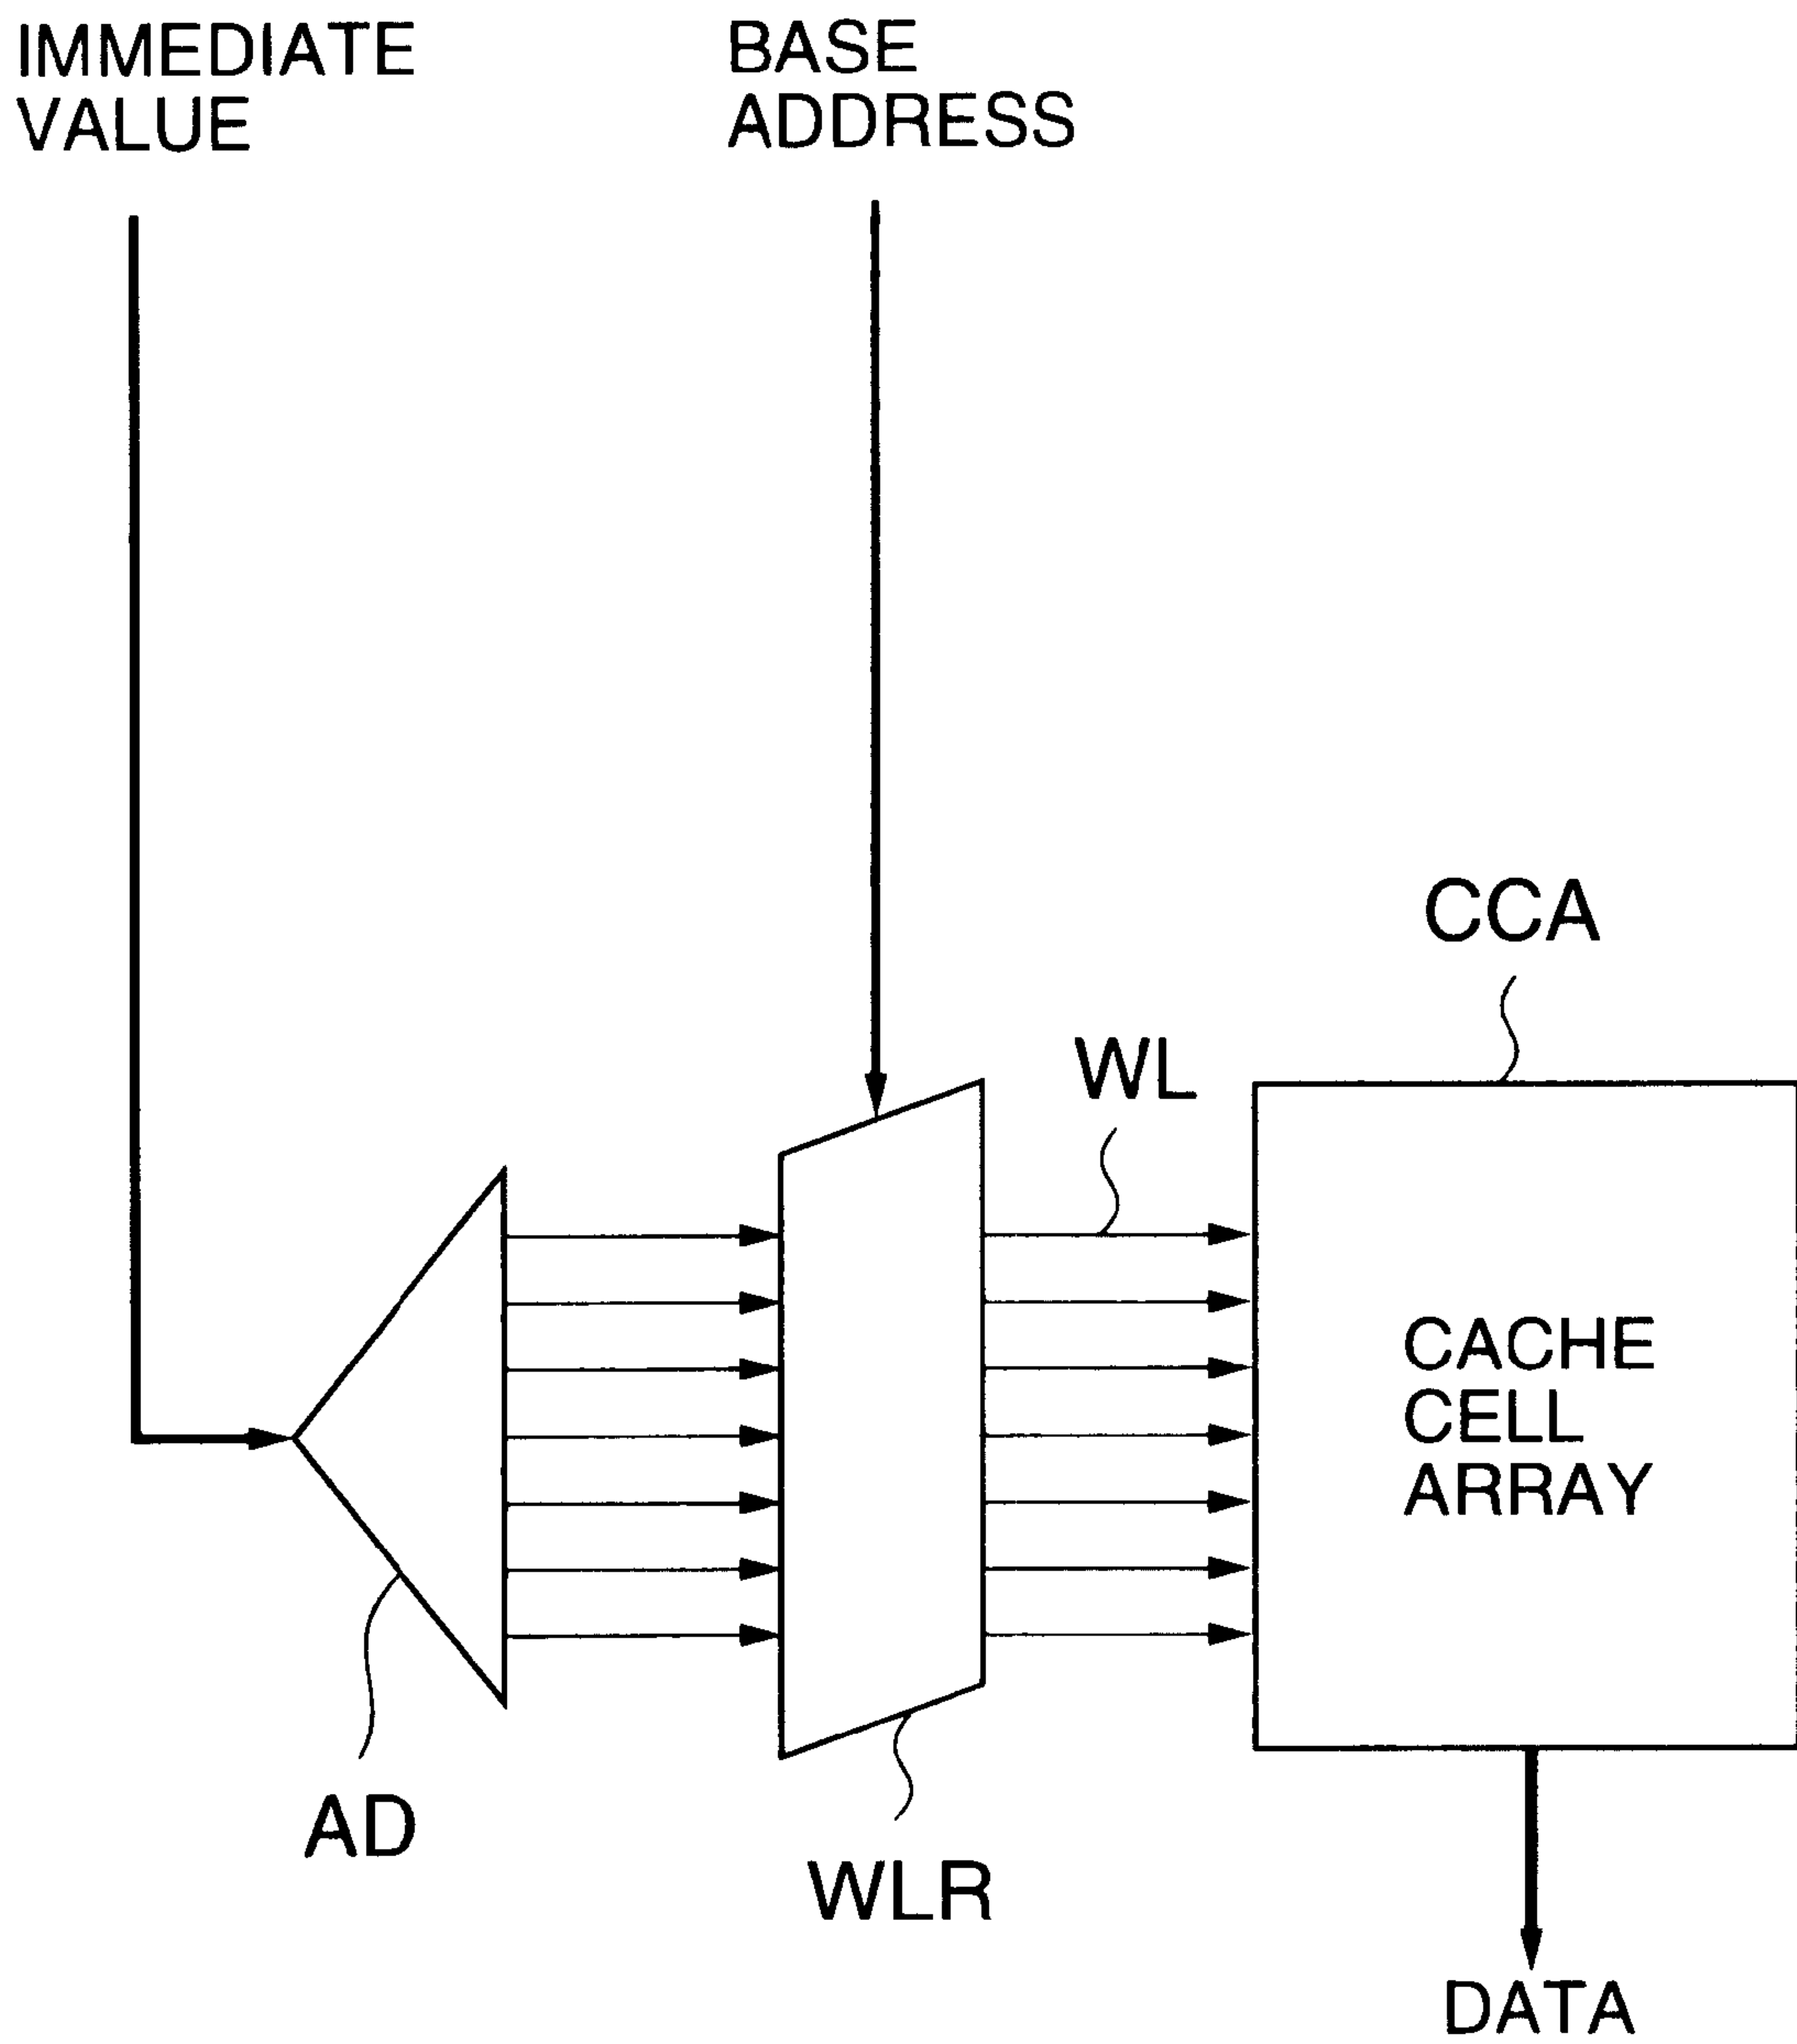 IMMEDIATE
VALUE
BASE
ADDRESS
CCA
WL
CACHE
CELL
ARRAY
AD
WLR
DATA